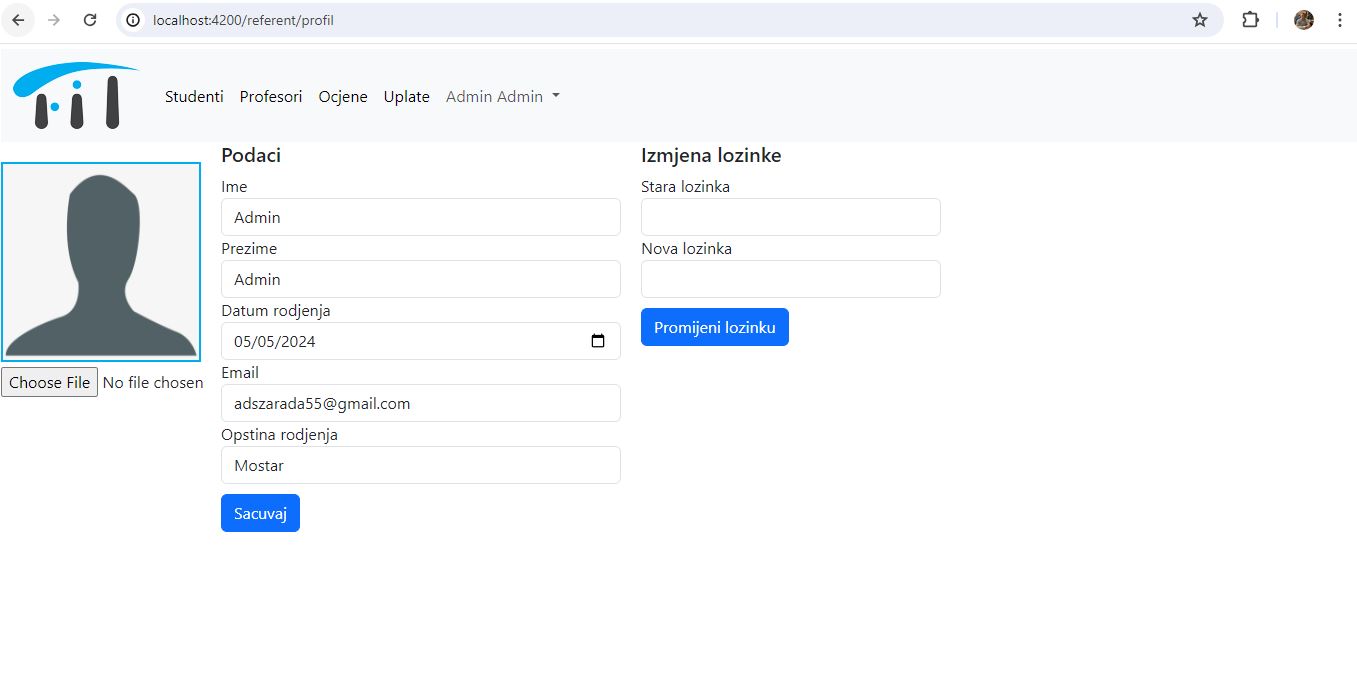 localhost:4200/referent/profil
Studenti Profesori Ocjene Uplate Admin Admin
Choose File No file chosen
Podaci
Ime
Admin
Prezime
Admin
Datum rodjenja
05/05/2024
Email
adszarada55@gmail.com
Opstina rodjenja
Mostar
Sacuvaj
Izmjena lozinke
Stara lozinka
Nova lozinka
Promijeni lozinku